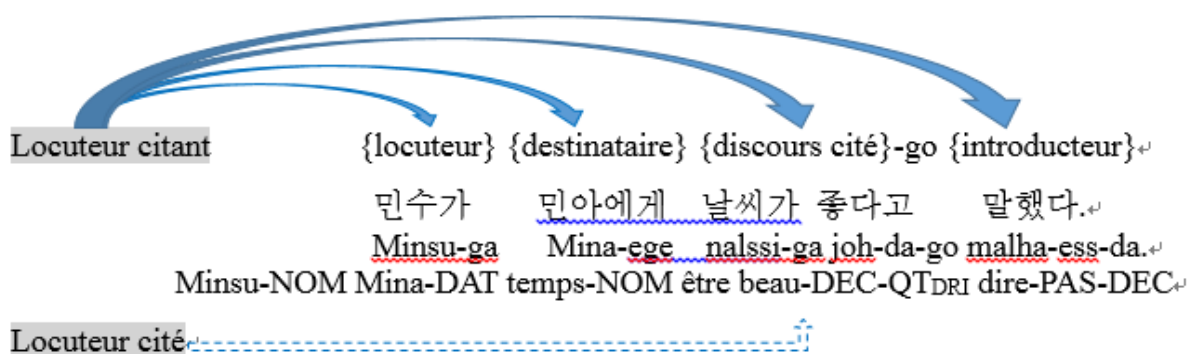 Locuteur citant {locuteur} {destinataire} {discours cité}-go {introducteur}
민수가 민아에게 날씨가 좋다고 말했다.
Minsu-ga Mina-ege nalssi-ga joh-da-go malha-ess-da.
Minsu-NOM Mina-DAT temps-NOM être beau-DEC-QTDRI dire-PAS-DEC
Locuteur cité